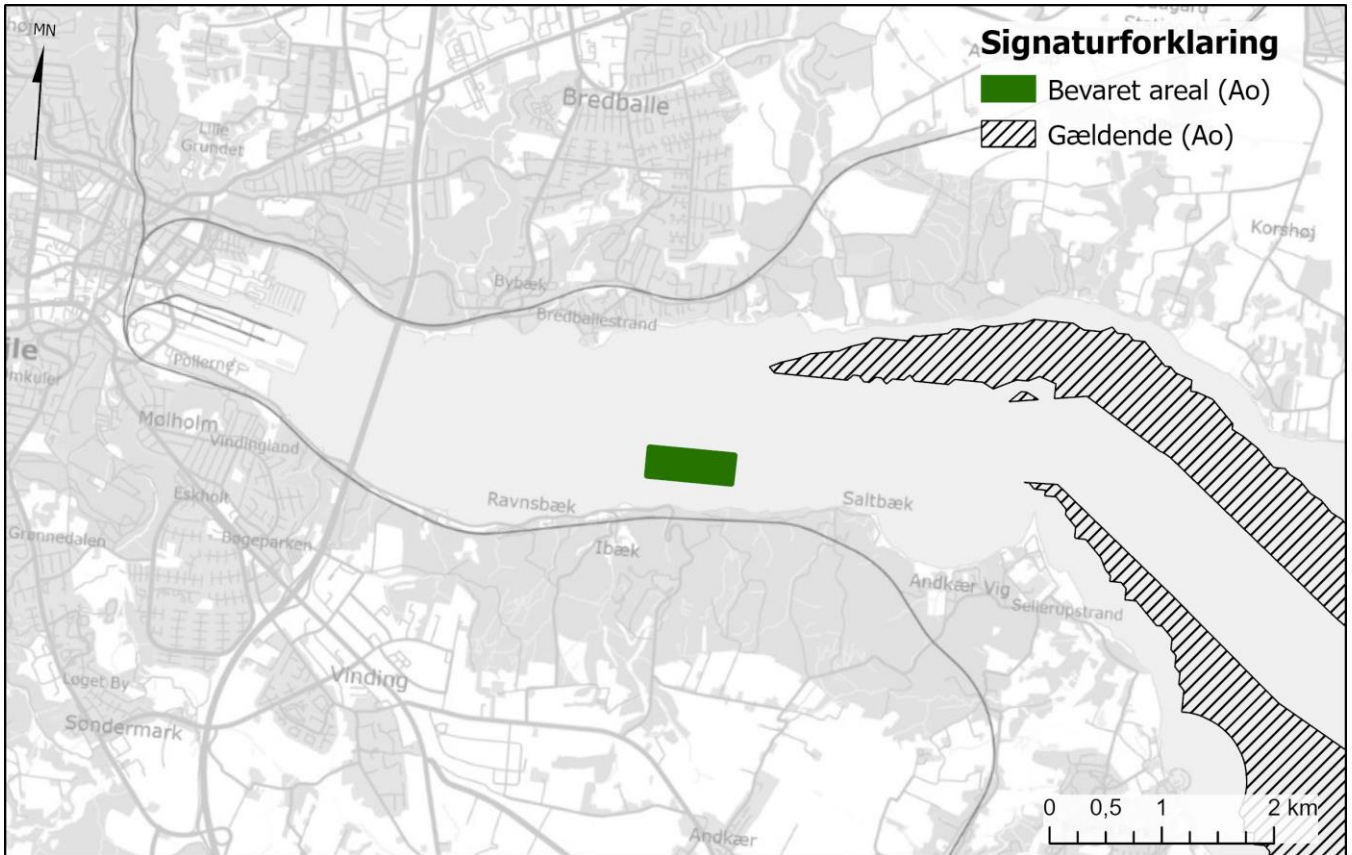 MN
Signaturforklaring
Bevaret areal (Ao)
Gældende (Ao)
Bredballe
Lille
Grundet
Korshøj
Bybæk
Bredballestrand
Pollerne
Mølholm
Vindingland
Eskholt
Bøgeparken
Grønnedalen
Ravnsbæk
Ibæk
Saltbæk
Andkær Vig
Sellerupstrand
Vinding
Løget By
Søndermark
Andkær
0 0,5 1 2 km